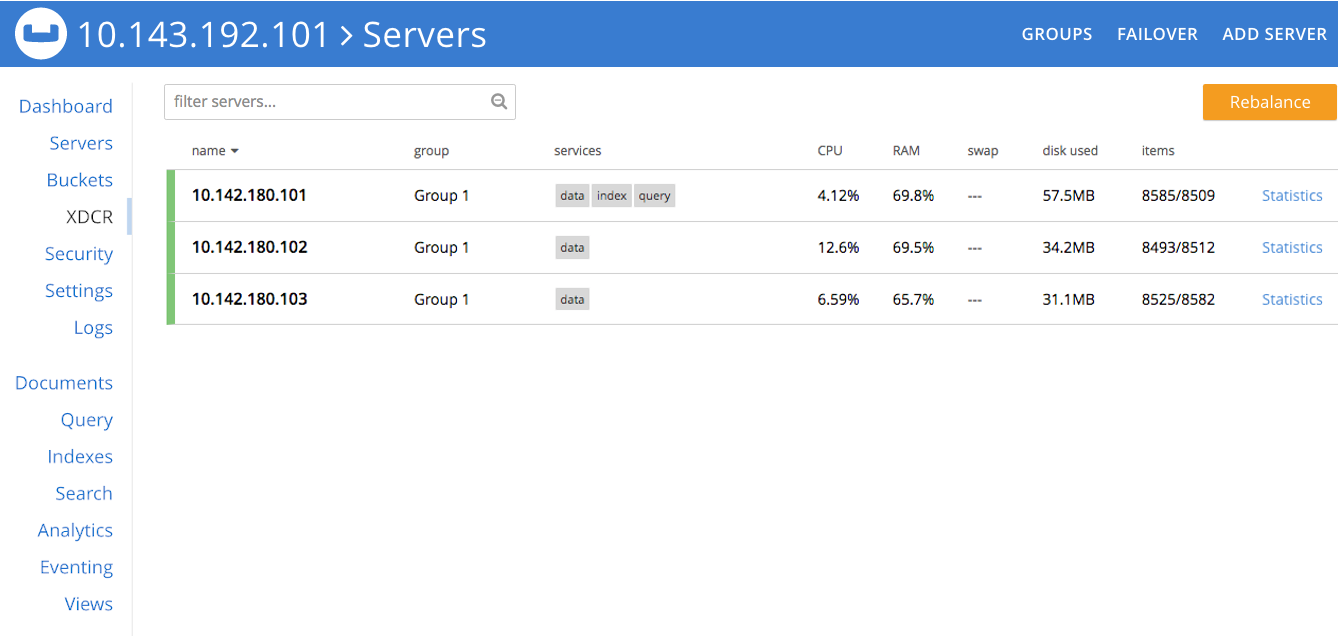 10.143.192.101 > Servers
GROUPS FAILOVER ADD SERVER
Dashboard
Servers
Buckets
XDCR
Security
Settings
Logs
Documents
Query
Indexes
Search
Analytics
Eventing
Views
filter servers...
Rebalance
name group services CPU RAM swap disk used items
10.142.180.101 Group 1 data index query 4.12% 69.8% --- 57.5MB 8585/8509 Statistics
10.142.180.102 Group 1 data 12.6% 69.5% --- 34.2MB 8493/8512 Statistics
10.142.180.103 Group 1 data 6.59% 65.7% --- 31.1MB 8525/8582 Statistics